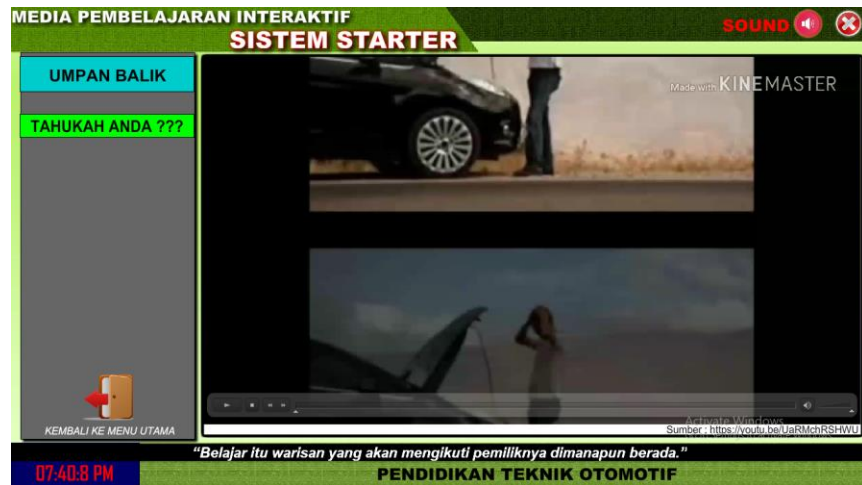 MEDIA PEMBELAJARAN INTERAKTIF
SISTEM STARTER
SOUND
UMPAN BALIK
TAHUKAH ANDA ???
Made with KINEMASTER
KEMBALI KE MENU UTAMA
Activate Windows
Sumber : https://youtu.be/UaRMchRSHWU
"Belajar itu warisan yang akan mengikuti pemiliknya dimanapun berada."
07:40:8 PM
PENDIDIKAN TEKNIK OTOMOTIF